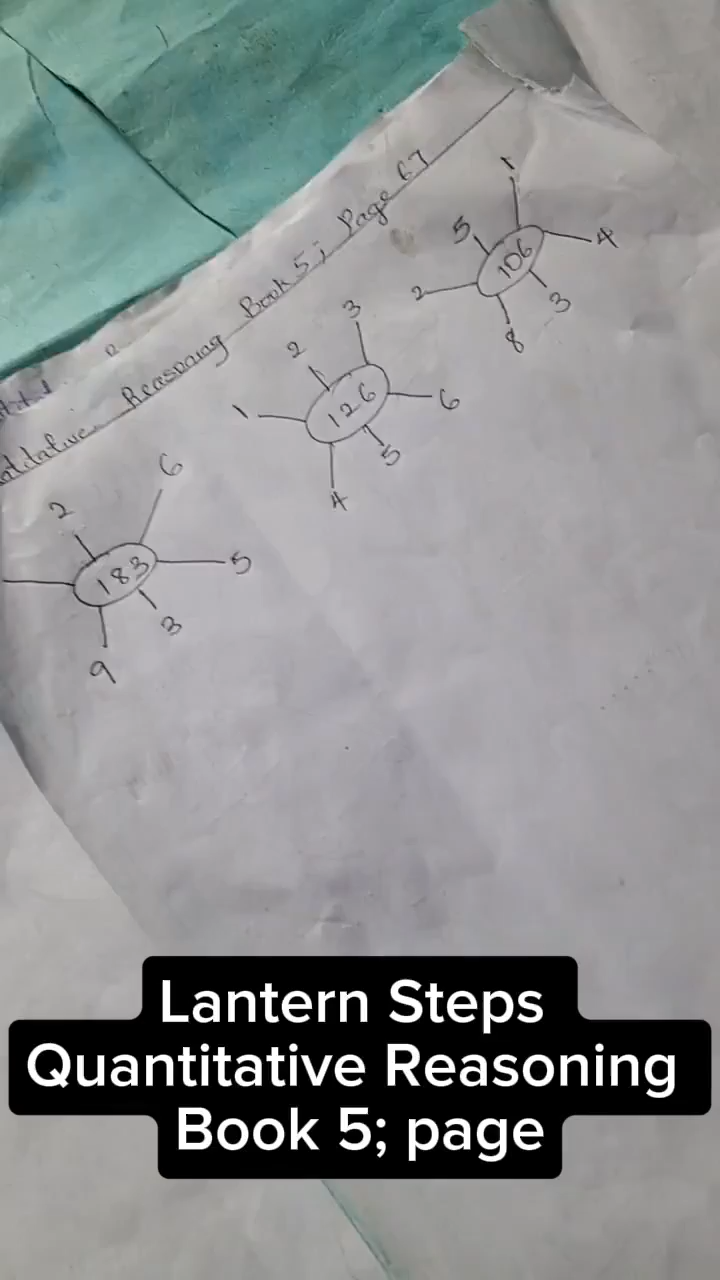 Reasoning Book 5; Page 67
1
5 4
106
2 3
8
3
2
1 126 6
5
4
6
2
183 5
3
9
Lantern Steps
Quantitative Reasoning
Book 5; page